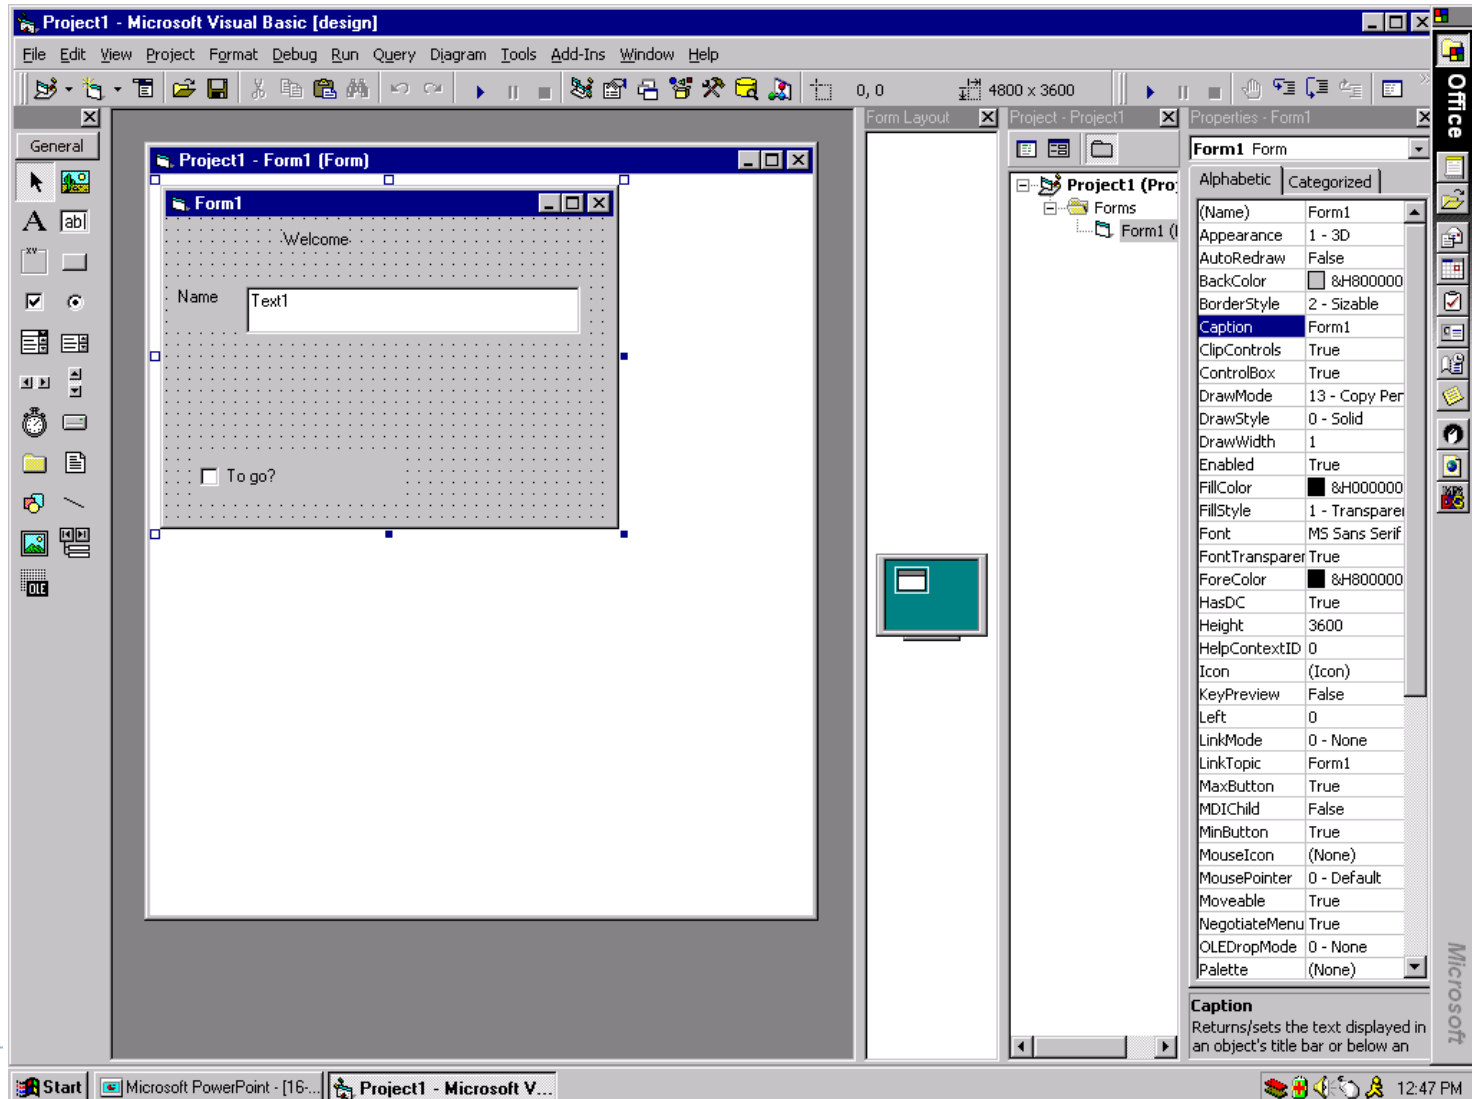 Project1 - Microsoft Visual Basic [design]
File Edit View Project Format Debug Run Query Diagram Tools Add-Ins Window Help
0, 0 4800 x 3600
General
A ab|
xv
OLE
Project1 - Form1 (Form)
Form1
Welcome
Name Text1
To go?
Form Layout
Project - Project1
Project1 (Pro
Forms
Form1 (
Properties - Form1
Form1 Form
Alphabetic Categorized
(Name) Form1
Appearance 1 - 3D
AutoRedraw False
BackColor &H800000
BorderStyle 2 - Sizable
Caption Form1
ClipControls True
ControlBox True
DrawMode 13 - Copy Per
DrawStyle 0 - Solid
DrawWidth 1
Enabled True
FillColor &H000000
FillStyle 1 - Transparer
Font MS Sans Serif
FontTransparer True
ForeColor &H800000
HasDC True
Height 3600
HelpContextID 0
Icon (Icon)
KeyPreview False
Left 0
LinkMode 0 - None
LinkTopic Form1
MaxButton True
MDIChild False
MinButton True
MouseIcon (None)
MousePointer 0 - Default
Moveable True
NegotiateMenu True
OLEDropMode 0 - None
Palette (None)
Caption
Returns/sets the text displayed in
an object's title bar or below an
Office
Microsoft
Start Microsoft PowerPoint - [16-... Project1 - Microsoft V... 12:47 PM